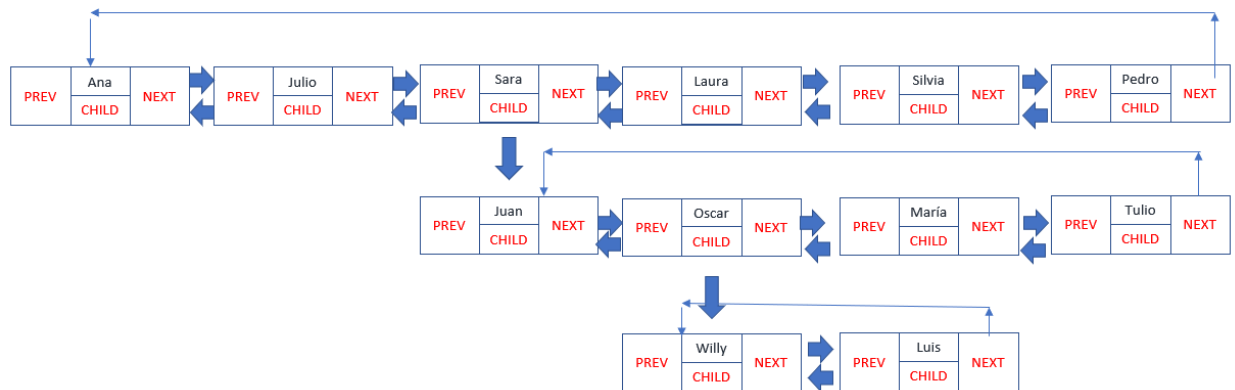 Ana
PREV CHILD NEXT
Julio
PREV CHILD NEXT
Sara
PREV CHILD NEXT
Laura
PREV CHILD NEXT
Silvia
PREV CHILD NEXT
Pedro
PREV CHILD NEXT
Juan
PREV CHILD NEXT
Oscar
PREV CHILD NEXT
María
PREV CHILD NEXT
Tulio
PREV CHILD NEXT
Willy
PREV CHILD NEXT
Luis
PREV CHILD NEXT